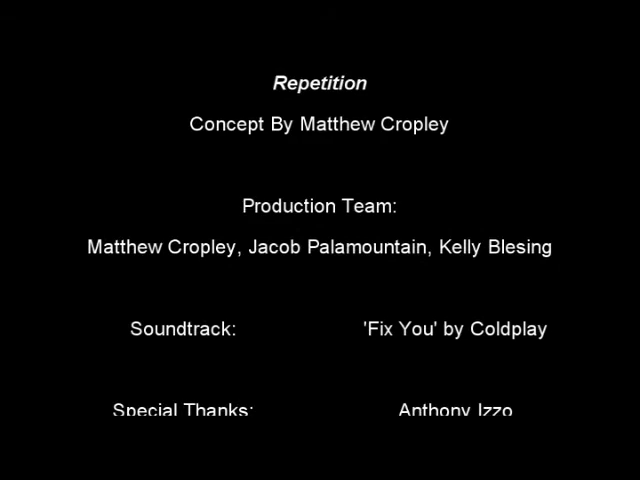 Repetition
Concept By Matthew Cropley
Production Team:
Matthew Cropley, Jacob Palamountain, Kelly Blesing
Soundtrack: 'Fix You' by Coldplay
Special Thanks: Anthony Izzo